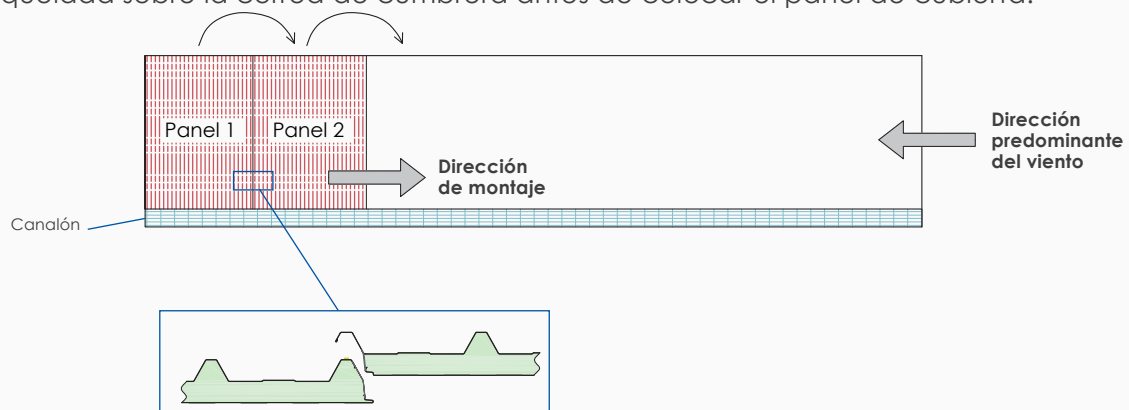 sobre la correa de cumbrera antes de colocar el panel de cubierta.
Panel 1
Panel 2
Dirección
de montaje
Dirección
predominante
del viento
Canalón